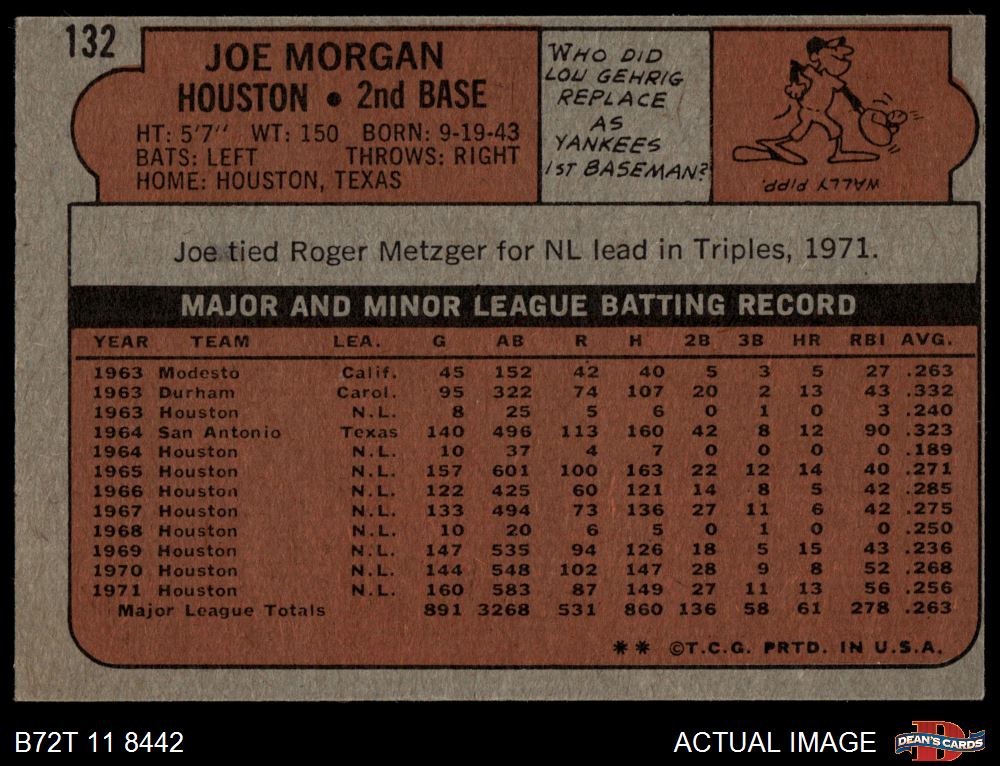 132
JOE MORGAN
HOUSTON • 2nd BASE
HT: 5'7" WT: 150 BORN: 9-19-43
BATS: LEFT THROWS: RIGHT
HOME: HOUSTON, TEXAS
WHO DID
LOU GEHRIG
REPLACE
AS
YANKEES
1ST BASEMAN?
WALLY PIPP.
Joe tied Roger Metzger for NL lead in Triples, 1971.
MAJOR AND MINOR LEAGUE BATTING RECORD
YEAR TEAM LEA. G AB R H 2B 3B HR RBI AVG.
1963 Modesto Calif. 45 152 42 40 5 3 5 27 .263
1963 Durham Carol. 95 322 74 107 20 2 13 43 .332
1963 Houston N.L. 8 25 5 6 0 1 0 3 .240
1964 San Antonio Texas 140 496 113 160 42 8 12 90 .323
1964 Houston N.L. 10 37 4 7 0 0 0 0 .189
1965 Houston N.L. 157 601 100 163 22 12 14 40 .271
1966 Houston N.L. 122 425 60 121 14 8 5 42 .285
1967 Houston N.L. 133 494 73 136 27 11 6 42 .275
1968 Houston N.L. 10 20 6 5 0 1 0 0 .250
1969 Houston N.L. 147 535 94 126 18 5 15 43 .236
1970 Houston N.L. 144 548 102 147 28 9 8 52 .268
1971 Houston N.L. 160 583 87 149 27 11 13 56 .256
Major League Totals 891 3268 531 860 136 58 61 278 .263
** ©T.C.G. PRTD. IN U.S.A.
B72T 11 8442
ACTUAL IMAGE
DEAN'S CARDS